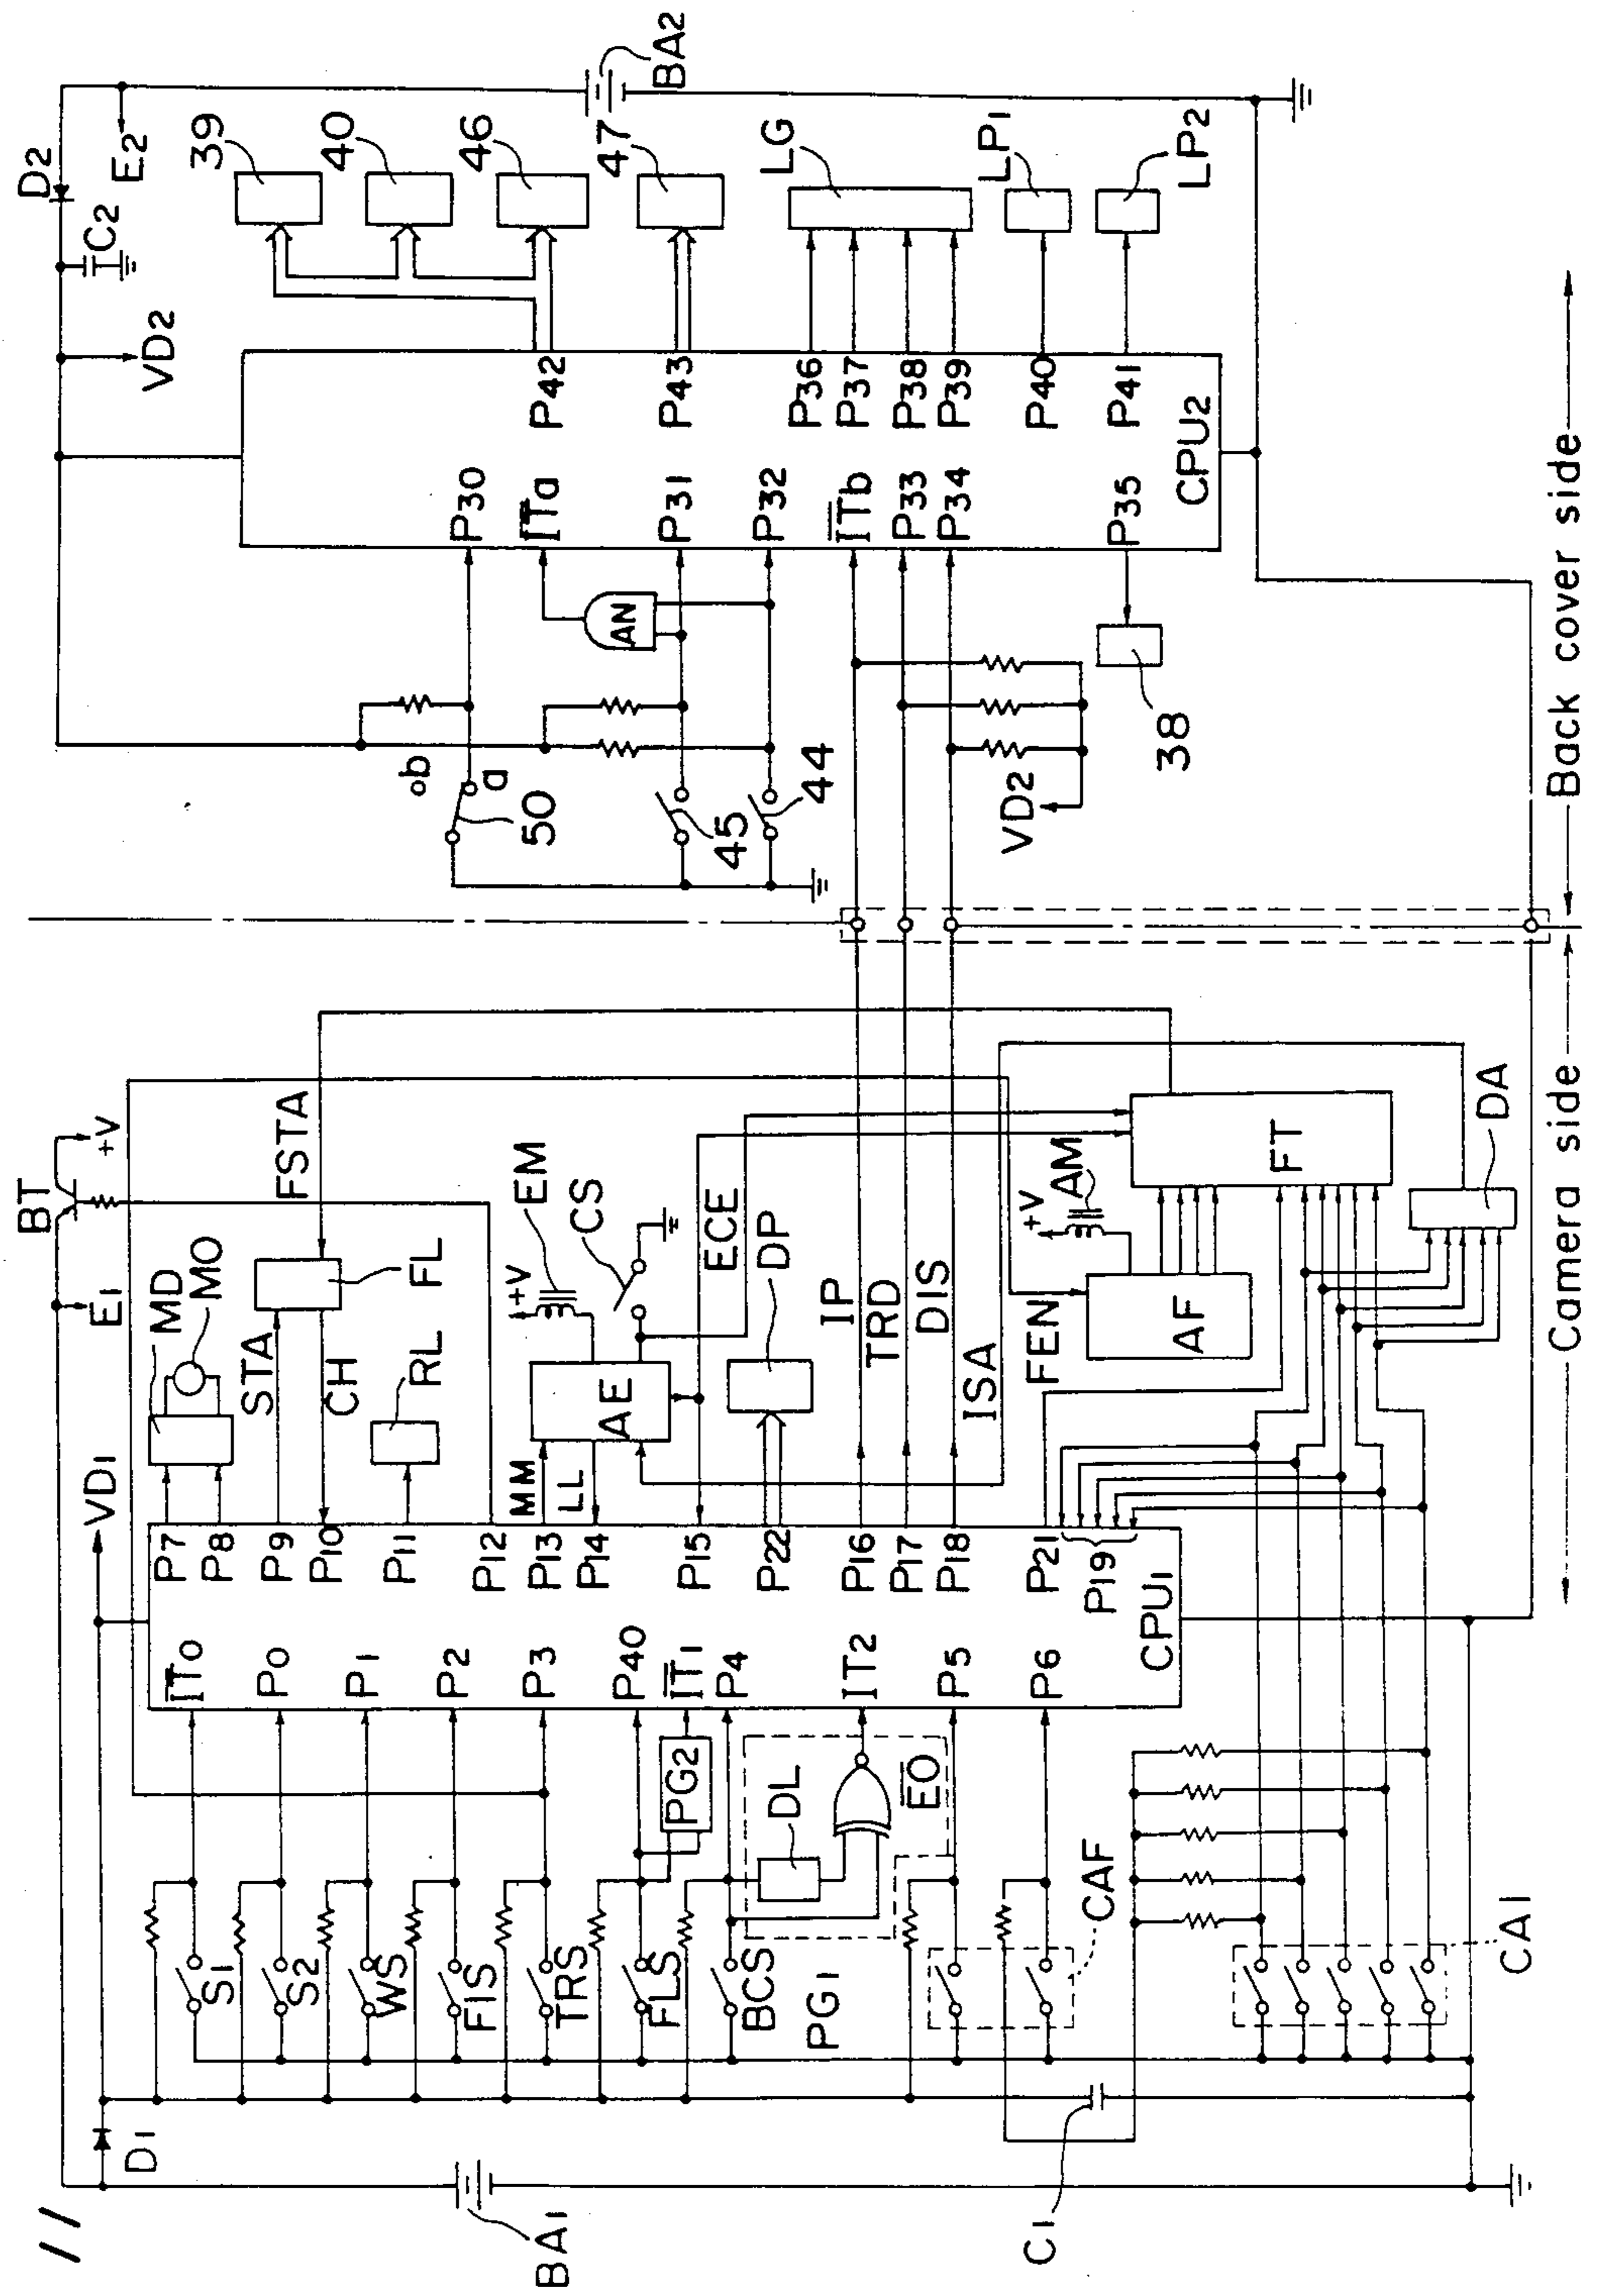 11
BA1
D1
C1
S1
S2
WS
FIS
TRS
FLS
BCS
PG1
DL
EO
PG2
CAF
CA1
ITO
P0
P1
P2
P3
P40
IT1
P4
IT2
P5
P6
CPU1
VD1
P7
P8
P9
P10
P11
P12
P13
P14
P15
P22
P16
P17
P18
P21
P19
E1
BT
+V
MD
MO
STA
CH
FL
RL
FSTA
MM
LL
AE
+V
EM
CS
ECE
DP
IP
TRD
DIS
ISA
FEN
AF
+V
AM
FT
DA
Camera side
Back cover side
b
a
50
45
44
AN
VD2
38
P30
ITa
P31
P32
ITb
P33
P34
P35
CPU2
P42
P43
P36
P37
P38
P39
P40
P41
VD2
C2
D2
E2
39
40
46
47
LG
LP1
LP2
BA2